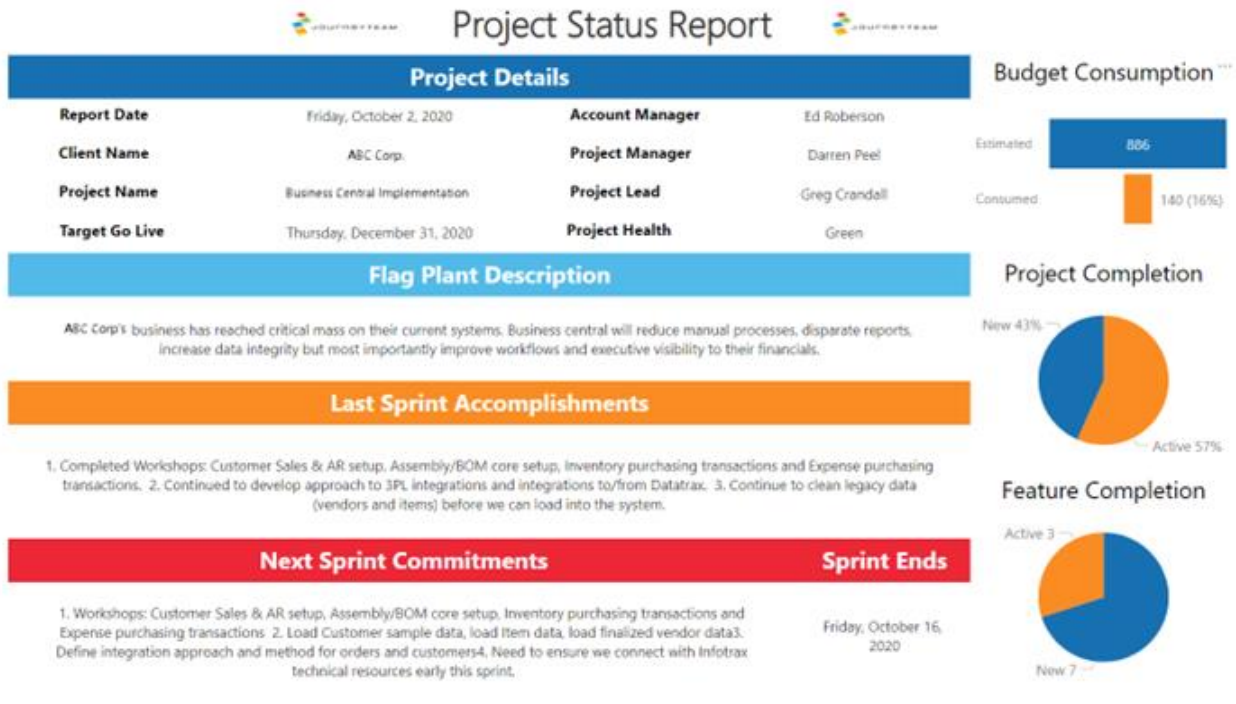 JOURNEYTEAM
Project Status Report
JOURNEYTEAM
Project Details
Report Date
Friday, October 2, 2020
Account Manager
Ed Roberson
Client Name
ABC Corp.
Project Manager
Darren Peel
Project Name
Business Central Implementation
Project Lead
Greg Crandall
Target Go Live
Thursday, December 31, 2020
Project Health
Green
Flag Plant Description
ABC Corp's business has reached critical mass on their current systems. Business central will reduce manual processes, disparate reports,
increase data integrity but most importantly improve workflows and executive visibility to their financials.
Last Sprint Accomplishments
1. Completed Workshops: Customer Sales & AR setup, Assembly/BOM core setup, Inventory purchasing transactions and Expense purchasing
transactions. 2. Continued to develop approach to 3PL integrations and integrations to/from Datatrax. 3. Continue to clean legacy data
(vendors and items) before we can load into the system.
Next Sprint Commitments
Sprint Ends
1. Workshops: Customer Sales & AR setup, Assembly/BOM core setup, Inventory purchasing transactions and
Expense purchasing transactions 2. Load Customer sample data, load Item data, load finalized vendor data3.
Define integration approach and method for orders and customers4. Need to ensure we connect with Infotrax
technical resources early this sprint.
Friday, October 16,
2020
Budget Consumption
...
Estimated
886
Consumed
140 (16%)
Project Completion
New 43%
Active 57%
Feature Completion
Active 3
New 7